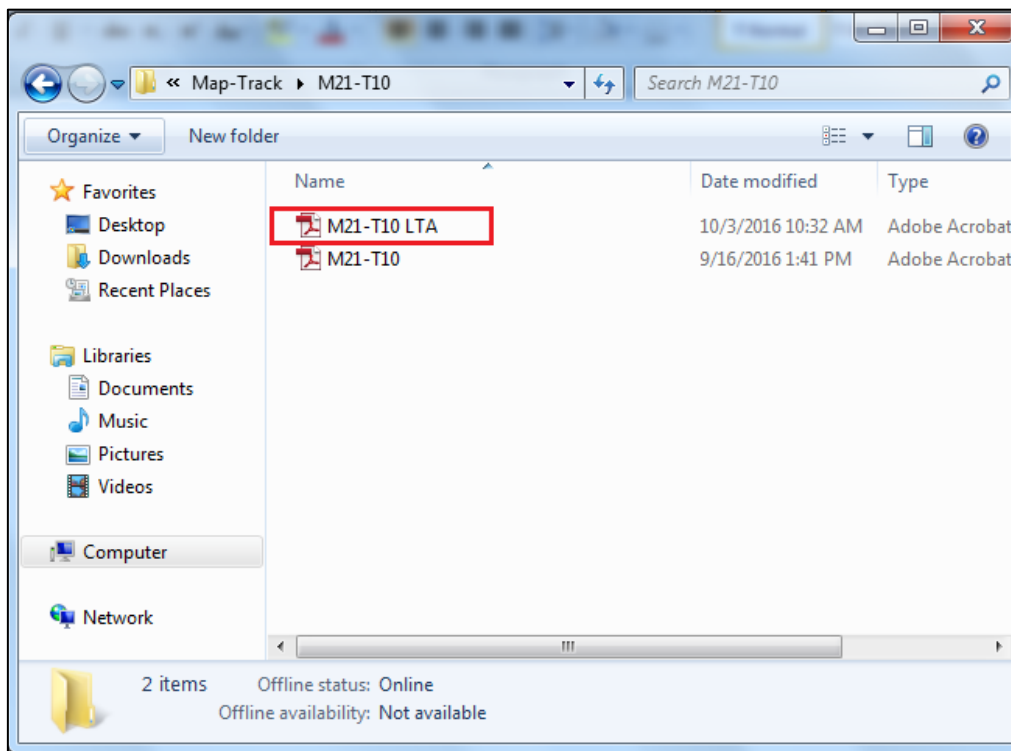 « Map-Track ▸ M21-T10
Search M21-T10
Organize
New folder
Favorites
Desktop
Downloads
Recent Places
Libraries
Documents
Music
Pictures
Videos
Computer
Network
Name Date modified Type
M21-T10 LTA 10/3/2016 10:32 AM Adobe Acrobat
M21-T10 9/16/2016 1:41 PM Adobe Acrobat
2 items Offline status: Online
Offline availability: Not available